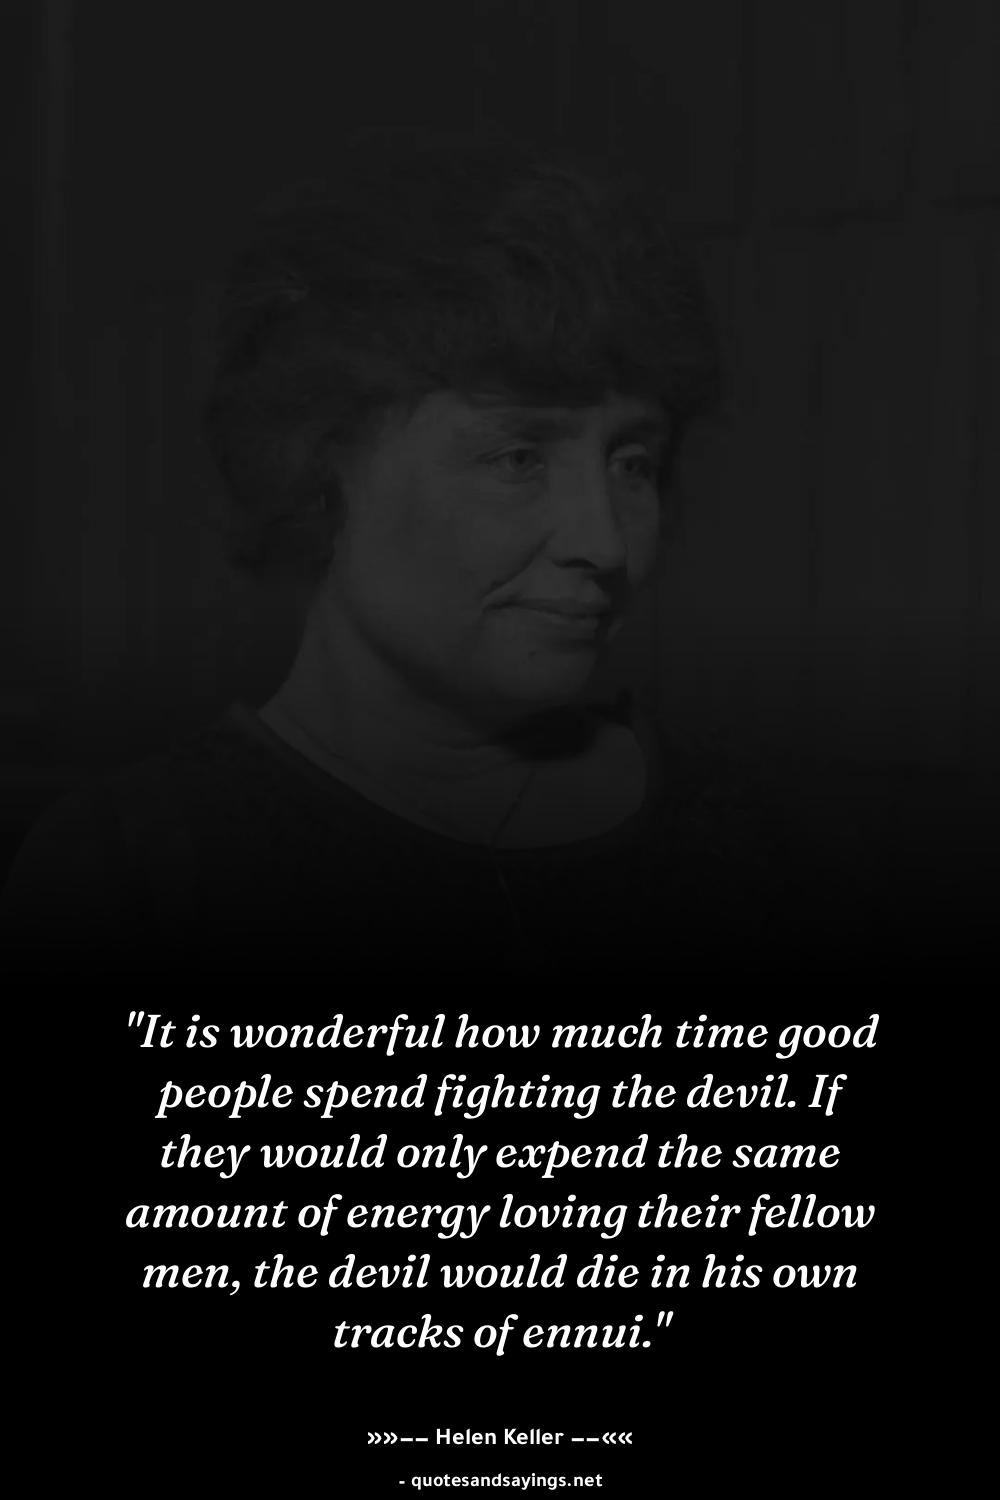 "It is wonderful how much time good
people spend fighting the devil. If
they would only expend the same
amount of energy loving their fellow
men, the devil would die in his own
tracks of ennui."
»»–– Helen Keller ––««
- quotesandsayings.net